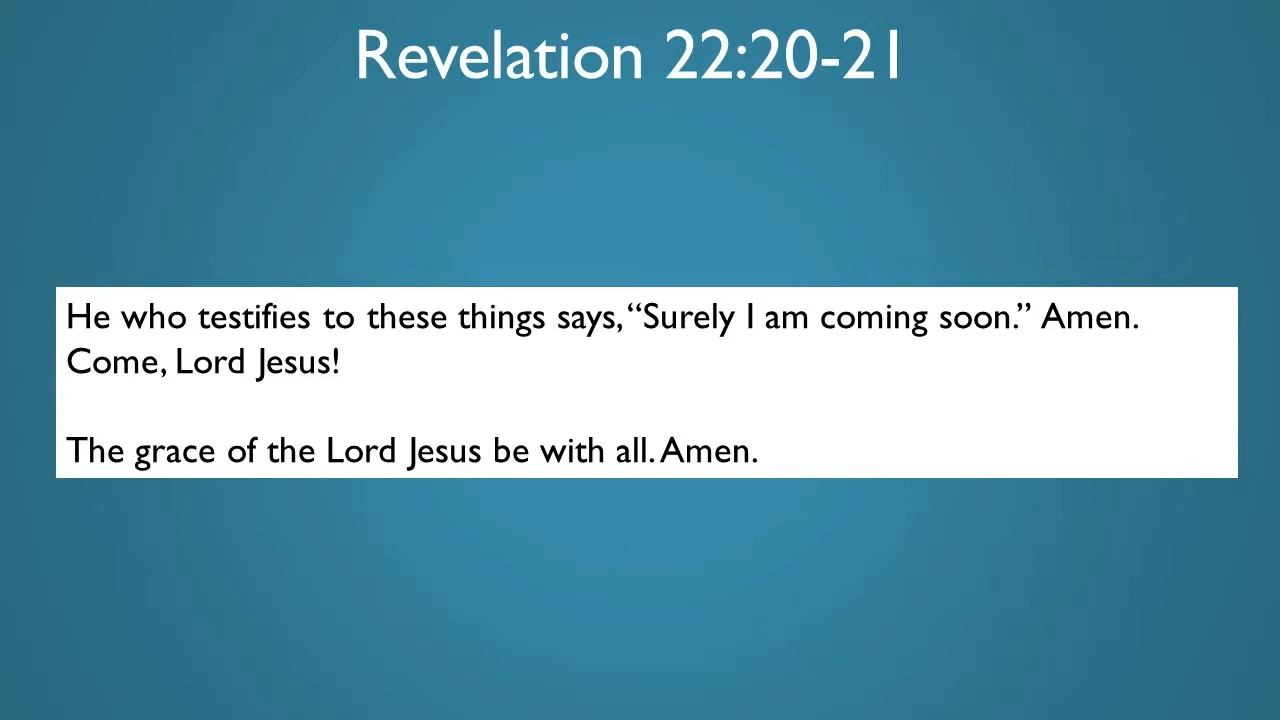 Revelation 22:20-21
He who testifies to these things says, “Surely I am coming soon.” Amen.
Come, Lord Jesus!
The grace of the Lord Jesus be with all. Amen.